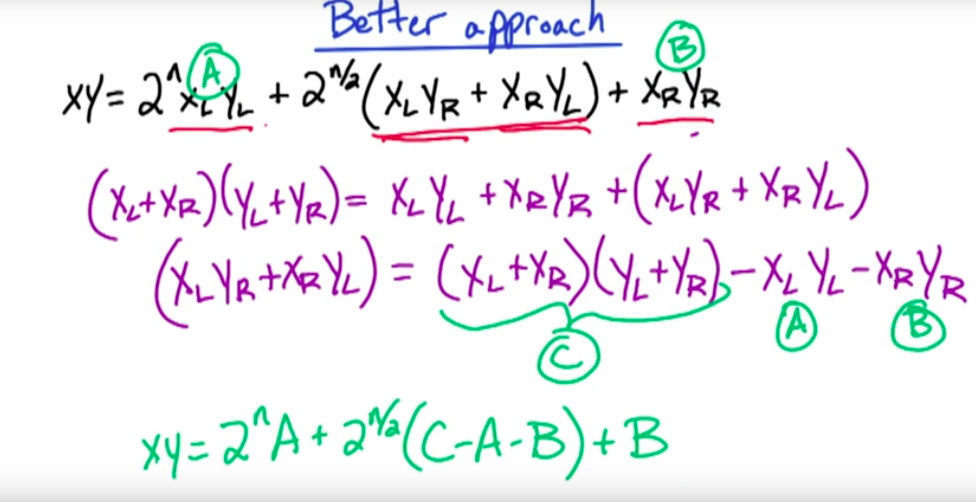 Better approach
A B
xy = 2^n x_L y_L + 2^{n/2} (x_L y_R + x_R y_L) + x_R y_R
(x_L + x_R)(y_L + y_R) = x_L y_L + x_R y_R + (x_L y_R + x_R y_L)
(x_L y_R + x_R y_L) = (x_L + x_R)(y_L + y_R) - x_L y_L - x_R y_R
A B
C
xy = 2^n A + 2^{n/2} (C - A - B) + B